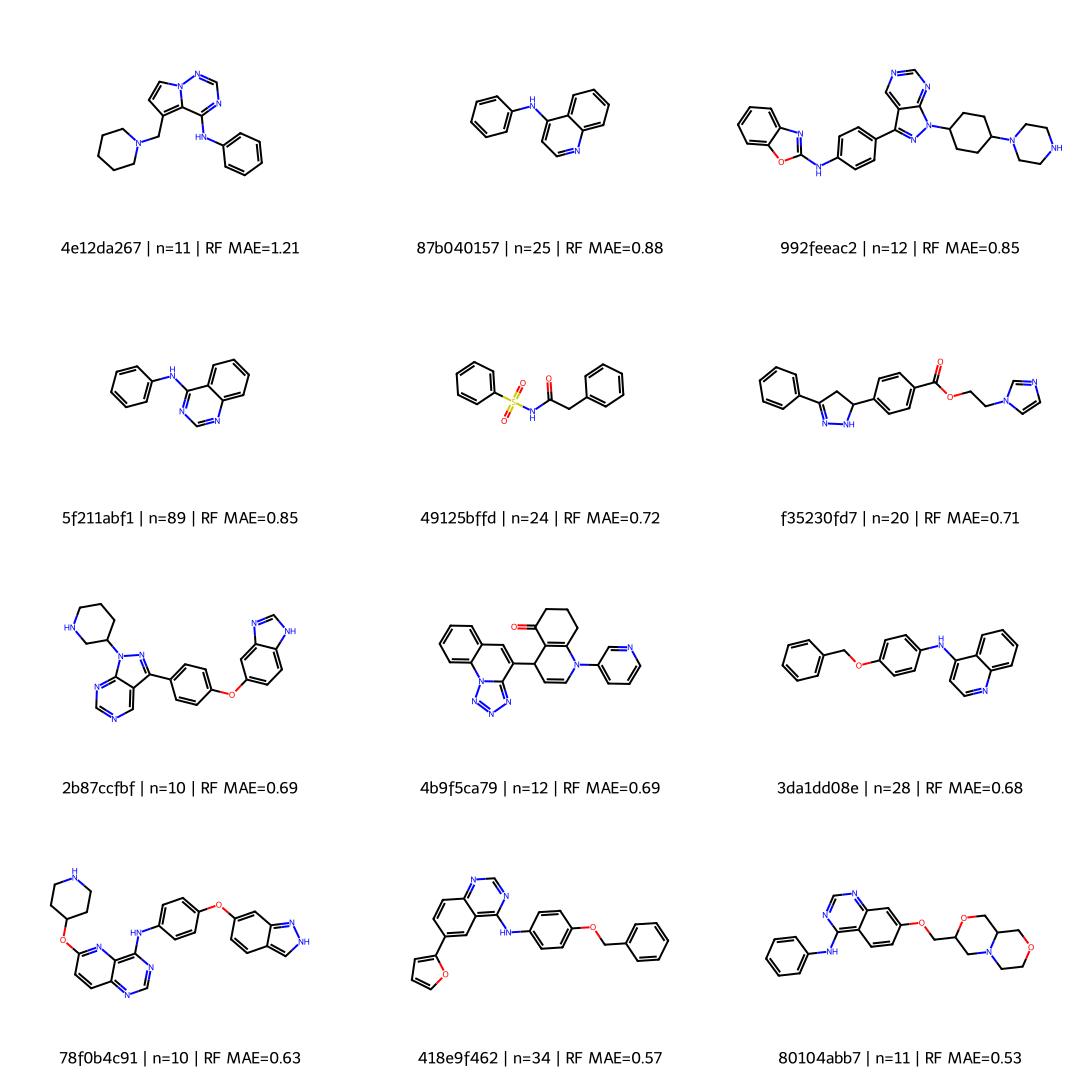 4e12da267 | n=11 | RF MAE=1.21
87b040157 | n=25 | RF MAE=0.88
992feeac2 | n=12 | RF MAE=0.85
5f211abf1 | n=89 | RF MAE=0.85
49125bffd | n=24 | RF MAE=0.72
f35230fd7 | n=20 | RF MAE=0.71
2b87ccfbf | n=10 | RF MAE=0.69
4b9f5ca79 | n=12 | RF MAE=0.69
3da1dd08e | n=28 | RF MAE=0.68
78f0b4c91 | n=10 | RF MAE=0.63
418e9f462 | n=34 | RF MAE=0.57
80104abb7 | n=11 | RF MAE=0.53